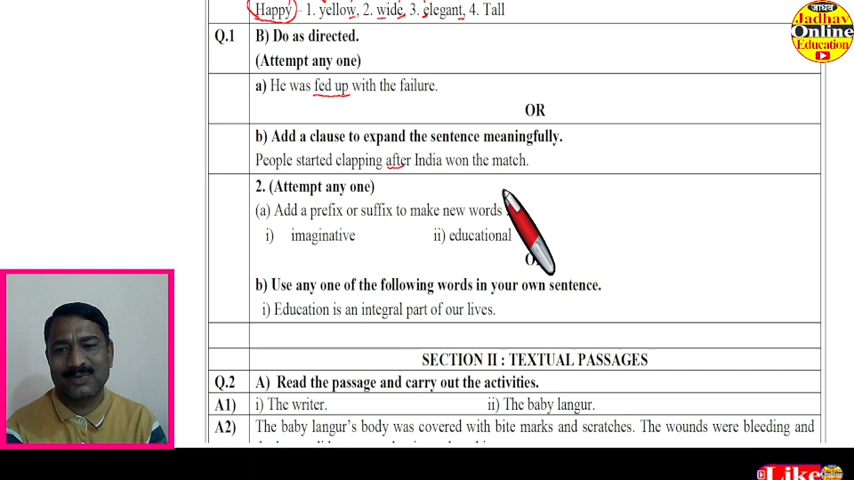 Happy – 1. yellow, 2. wide, 3. elegant, 4. Tall
Q.1 B) Do as directed.
(Attempt any one)
a) He was fed up with the failure.
OR
b) Add a clause to expand the sentence meaningfully.
People started clapping after India won the match.
2. (Attempt any one)
(a) Add a prefix or suffix to make new words
i) imaginative ii) educational
b) Use any one of the following words in your own sentence.
i) Education is an integral part of our lives.
SECTION II : TEXTUAL PASSAGES
Q.2 A) Read the passage and carry out the activities.
A1) i) The writer. ii) The baby langur.
A2) The baby langur's body was covered with bite marks and scratches. The wounds were bleeding and
जाधव
Jadhav
Online
Education
Like